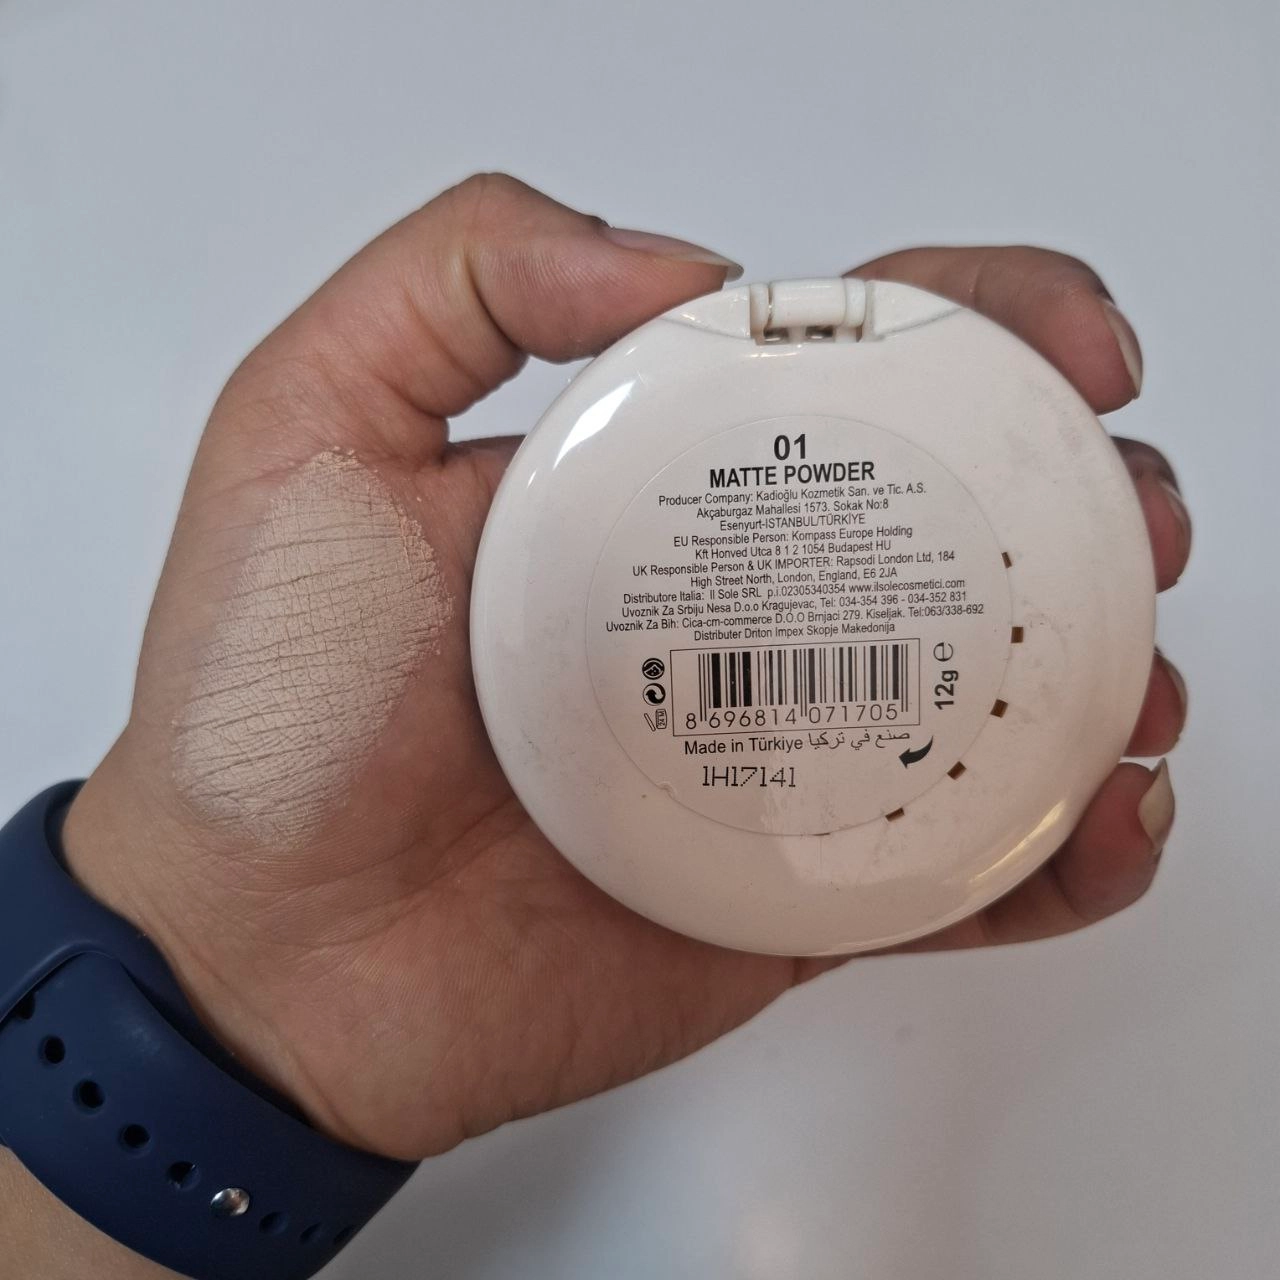 01
MATTE POWDER
Producer Company: Kadioğlu Kozmetik San. ve Tic. A.S.
Akçaburgaz Mahallesi 1573. Sokak No:8
Esenyurt-ISTANBUL/TÜRKİYE
EU Responsible Person: Kompass Europe Holding
Kft Honved Utca 8 1 2 1054 Budapest HU
UK Responsible Person & UK IMPORTER: Rapsodi London Ltd, 184
High Street North, London, England, E6 2JA
Distributore Italia: Il Sole SRL p.i.02305340354 www.ilsolecosmetici.com
Uvoznik Za Srbiju Nesa D.o.o Kragujevac, Tel: 034-354 396 - 034-352 831
Uvoznik Za Bih: Cica-cm-commerce D.O.O Brnjaci 279. Kiseljak. Tel:063/338-692
Distributer Driton Impex Skopje Makedonija
24 M
8 696814 071705
12g e
Made in Türkiye صنع في تركيا
1H17141